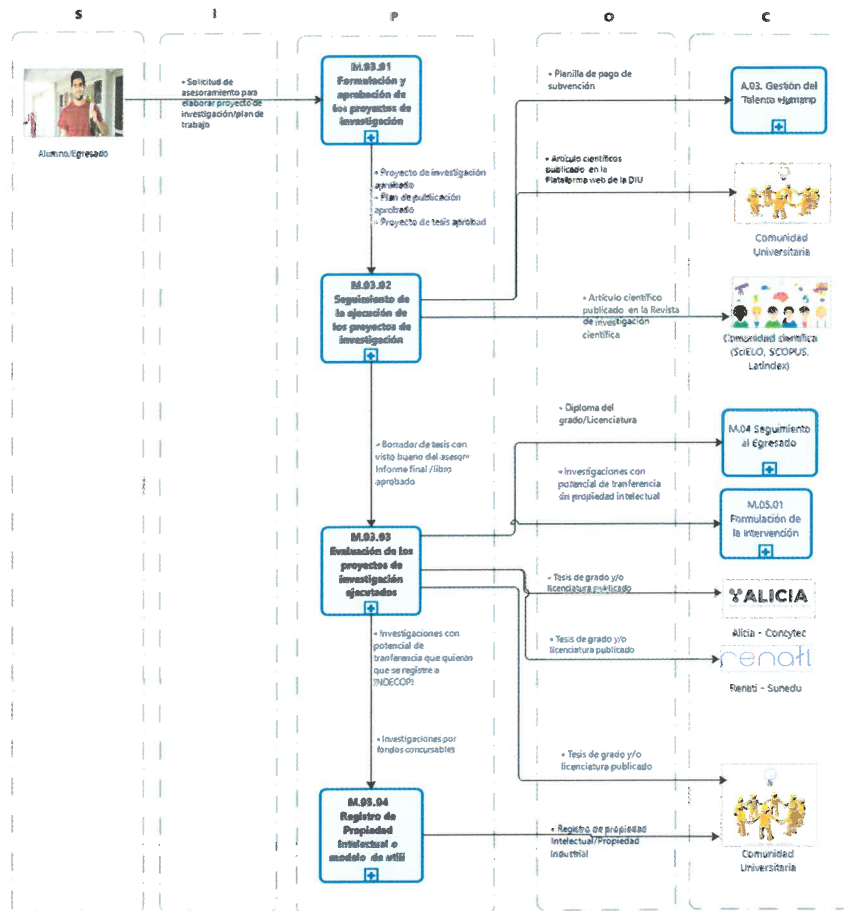 S
I
P
O
C
Alumno/Egresado
• Solicitud de
asesoramiento para
elaborar proyecto de
investigación/plan de
trabajo
M.03.01
Formulación y
aprobación de
los proyectos de
investigación
• Proyecto de investigación
aprobado
• Plan de publicación
aprobado
• Proyecto de tesis aprobad
M.03.02
Seguimiento de
la ejecución de
los proyectos de
investigación
• Borrador de tesis con
visto bueno del asesor
Informe final /libro
aprobado
M.03.03
Evaluación de los
proyectos de
investigación
ejecutados
• Investigaciones con
potencial de
tranferencia que quieran
que se registre a
INDECOPI
• Investigaciones por
fondos concursables
M.03.04
Registro de
Propiedad
Intelectual o
modelo de utili
• Planilla de pago de
subvención
• Artículo científicos
publicado en la
Plataforma web de la DIU
• Artículo científico
publicado en la Revista
de investigación
científica
• Diploma del
grado/Licenciatura
• Investigaciones con
potencial de tranferencia
sin propiedad intelectual
• Tesis de grado y/o
licenciatura publicado
• Tesis de grado y/o
licenciatura publicado
• Tesis de grado y/o
licenciatura publicado
• Registro de propiedad
Intelectual/Propiedad
Industrial
A.03. Gestión del
Talento Humano
Comunidad
Universitaria
Comunidad científica
(SciELO, SCOPUS,
Latindex)
M.04 Seguimiento
al Egresado
M.05.01
Formulación de
la Intervención
ALICIA
Alicia - Concytec
renati
Renati - Sunedu
Comunidad
Universitaria